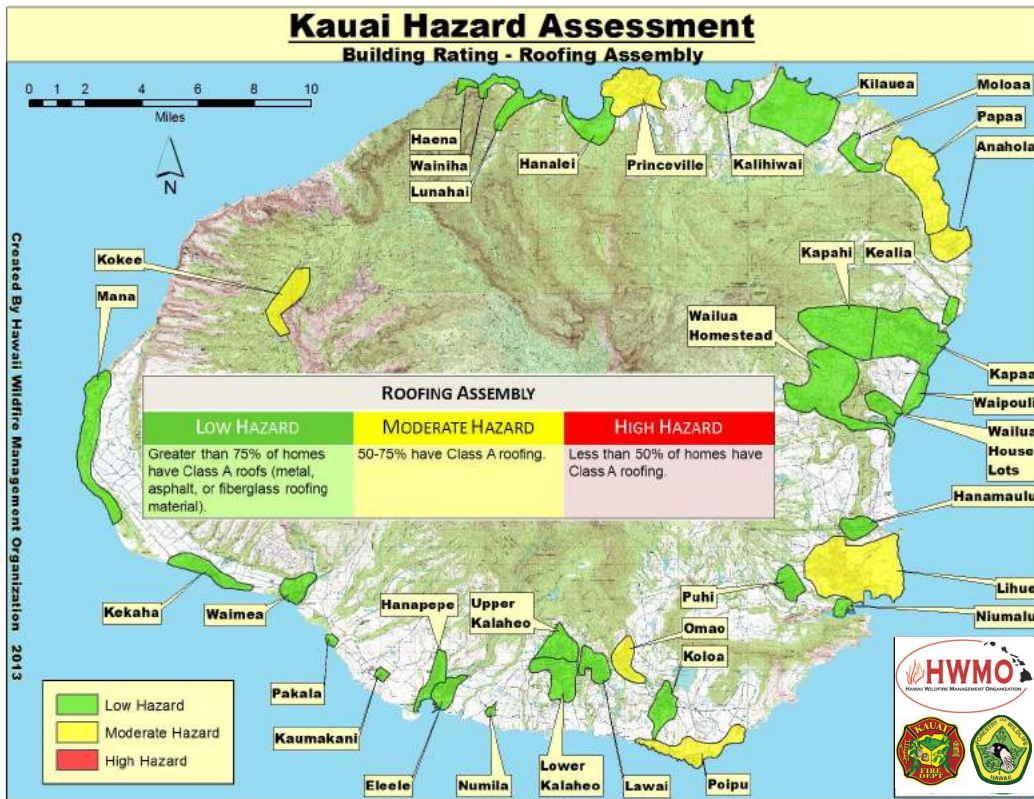 Kauai Hazard Assessment
Building Rating - Roofing Assembly
0 1 2 4 6 8 10
Miles
N
Haena
Wainiha
Lunahai
Hanalei
Princeville
Kalihiwai
Kilauea
Moloaa
Papaa
Anahola
Kokee
Mana
Kapahi
Kealia
Wailua
Homestead
Kapaa
Waipouli
Wailua
House
Lots
Hanamaulu
Lihue
Niumalu
Puhi
ROOFING ASSEMBLY
LOW HAZARD
Greater than 75% of homes
have Class A roofs (metal,
asphalt, or fiberglass roofing
material).
MODERATE HAZARD
50-75% have Class A roofing.
HIGH HAZARD
Less than 50% of homes have
Class A roofing.
Kekaha
Waimea
Hanapepe
Upper
Kalaheo
Omao
Koloa
Pakala
Kaumakani
Eleele
Numila
Lower
Kalaheo
Lawai
Poipu
Low Hazard
Moderate Hazard
High Hazard
Created By Hawaii Wildfire Management Organization 2013
HWMO
HAWAII WILDFIRE MANAGEMENT ORGANIZATION
KAUAI
FIRE
DEPT
FORESTRY AND WILDLIFE
HAWAII